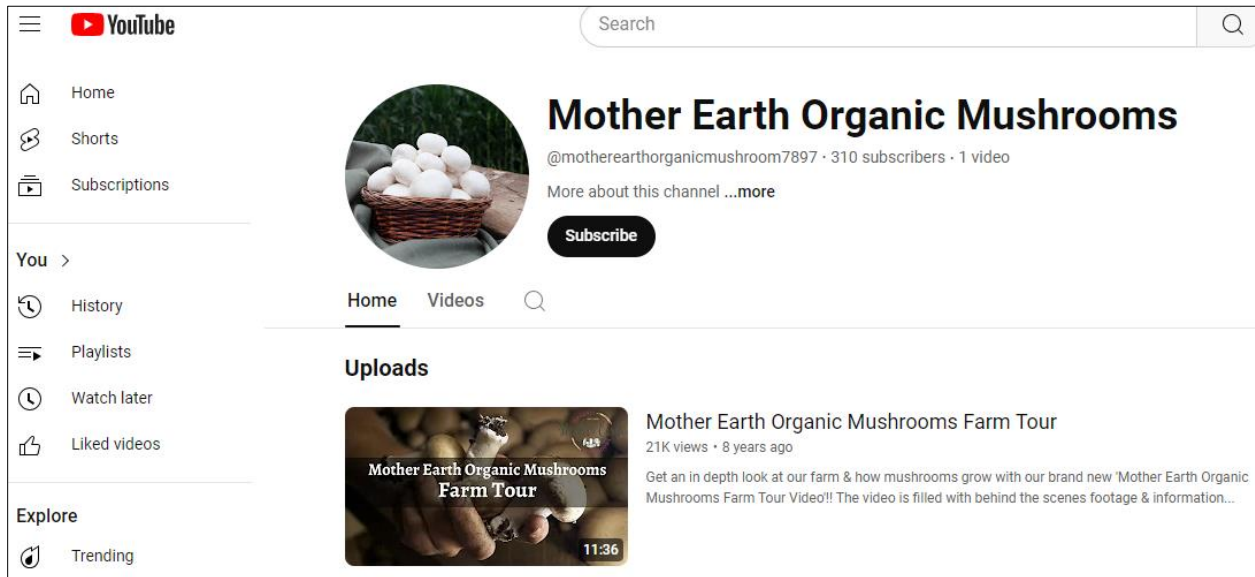 YouTube
Search
Home
Shorts
Subscriptions
You
History
Playlists
Watch later
Liked videos
Explore
Trending
Mother Earth Organic Mushrooms
@motherearthorganicmushroom7897 · 310 subscribers · 1 video
More about this channel ...more
Subscribe
Home Videos
Uploads
Mother Earth Organic Mushrooms
Farm Tour
11:36
Mother Earth Organic Mushrooms Farm Tour
21K views • 8 years ago
Get an in depth look at our farm & how mushrooms grow with our brand new 'Mother Earth Organic
Mushrooms Farm Tour Video'!! The video is filled with behind the scenes footage & information...